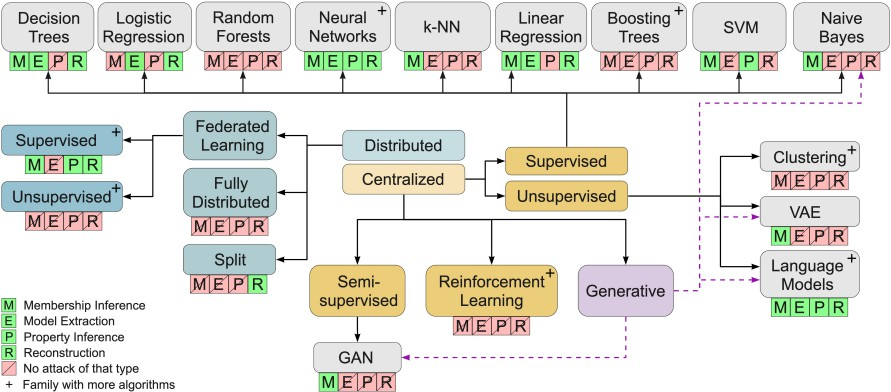 Decision
Trees
M E P R
Logistic
Regression
M E P R
Random
Forests
M E P R
Neural +
Networks
M E P R
k-NN
M E P R
Linear
Regression
M E P R
Boosting +
Trees
M E P R
SVM
M E P R
Naive
Bayes
M E P R
Supervised +
M E P R
Unsupervised +
M E P R
Federated
Learning
Fully
Distributed
M E P R
Split
M E P R
Distributed
Centralized
Supervised
Unsupervised
Clustering +
M E P R
VAE
M E P R
Language +
Models
M E P R
Semi-
supervised
Reinforcement +
Learning
M E P R
Generative
GAN
M E P R
M Membership Inference
E Model Extraction
P Property Inference
R Reconstruction
No attack of that type
+ Family with more algorithms